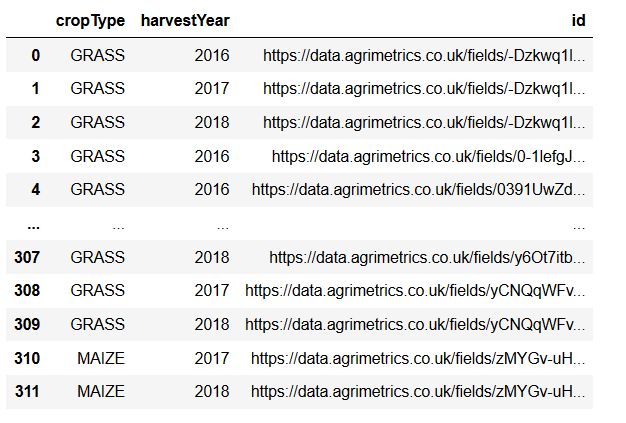 cropType harvestYear id
0 GRASS 2016 https://data.agrimetrics.co.uk/fields/-Dzkwq1l...
1 GRASS 2017 https://data.agrimetrics.co.uk/fields/-Dzkwq1l...
2 GRASS 2018 https://data.agrimetrics.co.uk/fields/-Dzkwq1l...
3 GRASS 2016 https://data.agrimetrics.co.uk/fields/0-1lefgJ...
4 GRASS 2016 https://data.agrimetrics.co.uk/fields/0391UwZd...
... ... ... ...
307 GRASS 2018 https://data.agrimetrics.co.uk/fields/y6Ot7itb...
308 GRASS 2017 https://data.agrimetrics.co.uk/fields/yCNQqWFv...
309 GRASS 2018 https://data.agrimetrics.co.uk/fields/yCNQqWFv...
310 MAIZE 2017 https://data.agrimetrics.co.uk/fields/zMYGv-uH...
311 MAIZE 2018 https://data.agrimetrics.co.uk/fields/zMYGv-uH...